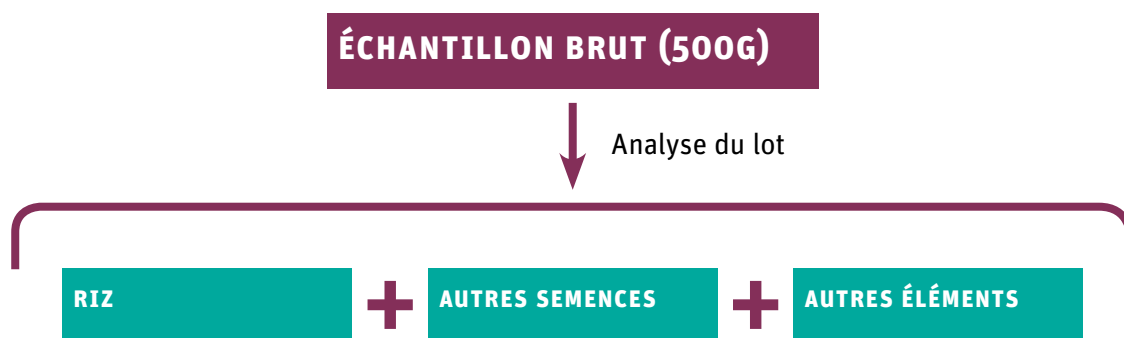 ÉCHANTILLON BRUT (500G)
Analyse du lot
RIZ
AUTRES SEMENCES
AUTRES ÉLÉMENTS